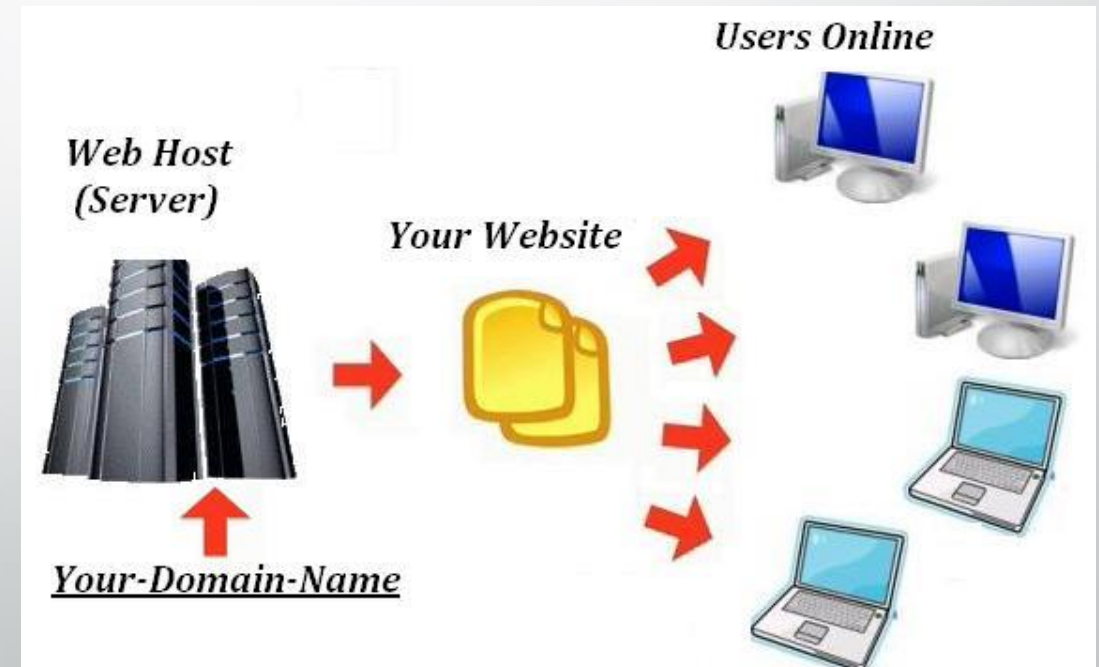 Users Online
Web Host
(Server)
Your Website
Your-Domain-Name